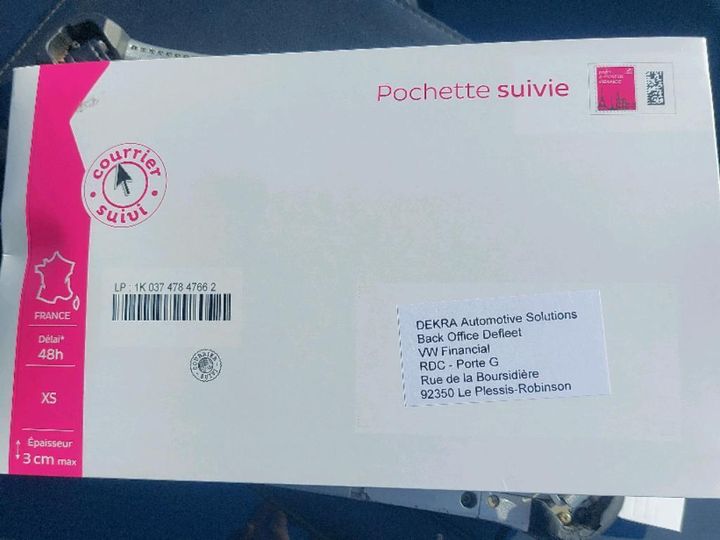 Pochette suivie
courrier
suivi
LP : 1K 037 478 4766 2
FRANCE
Délai*
48h
XS
Épaisseur
3 cm max
DEKRA Automotive Solutions
Back Office Defleet
VW Financial
RDC - Porte G
Rue de la Boursidière
92350 Le Plessis-Robinson